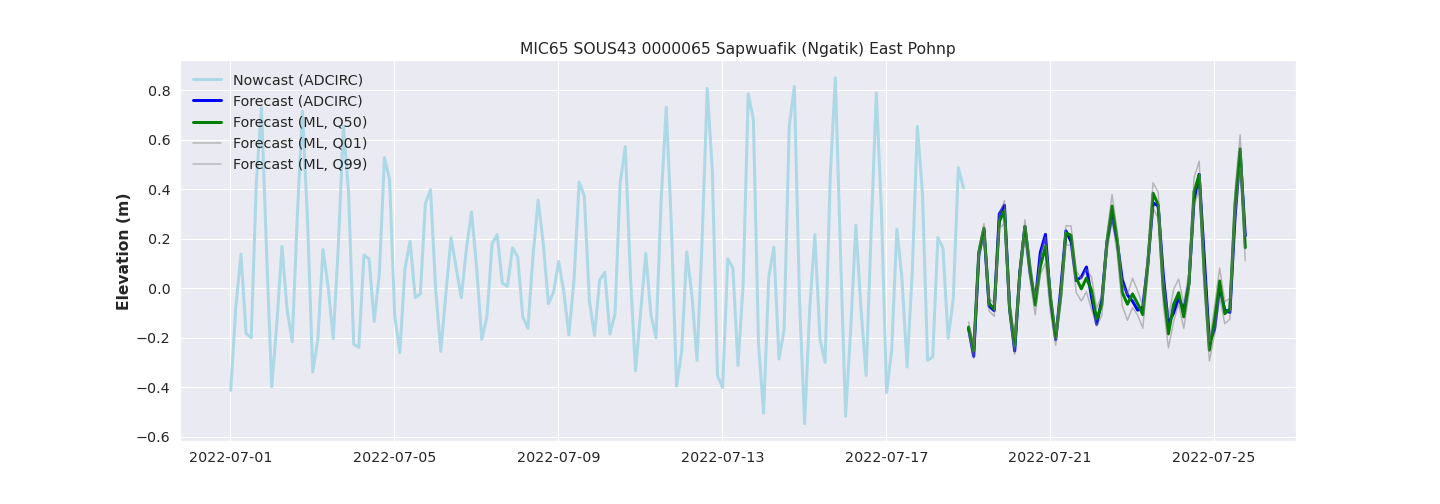 MIC65 SOUS43 0000065 Sapwuafik (Ngatik) East Pohnp
Nowcast (ADCIRC)
Forecast (ADCIRC)
Forecast (ML, Q50)
Forecast (ML, Q01)
Forecast (ML, Q99)
Elevation (m)
0.8
0.6
0.4
0.2
0.0
−0.2
−0.4
−0.6
2022-07-01 2022-07-05 2022-07-09 2022-07-13 2022-07-17 2022-07-21 2022-07-25